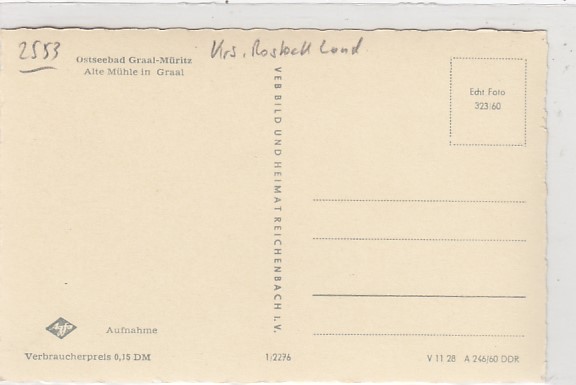 2553
Krs. Rostock Land
Ostseebad Graal-Müritz
Alte Mühle in Graal
VEB BILD UND HEIMAT REICHENBACH I. V.
Echt Foto
323/60
Agfa
Aufnahme
Verbraucherpreis 0,15 DM
1/2276
V 11 28 A 246/60 DDR